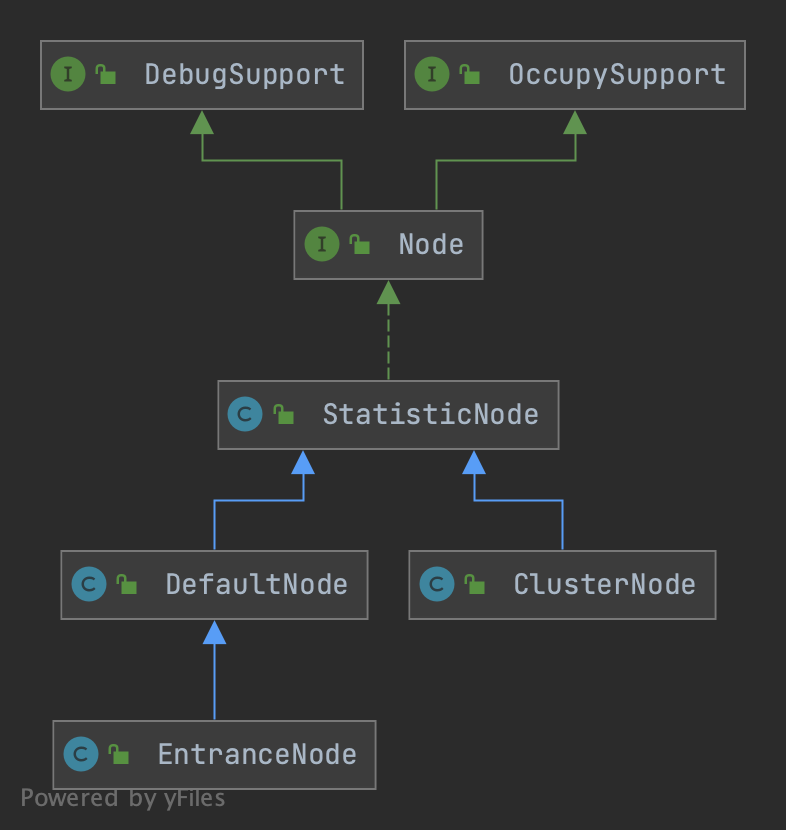 I DebugSupport
I OccupySupport
I Node
C StatisticNode
C DefaultNode
C ClusterNode
C EntranceNode
Powered by yFiles